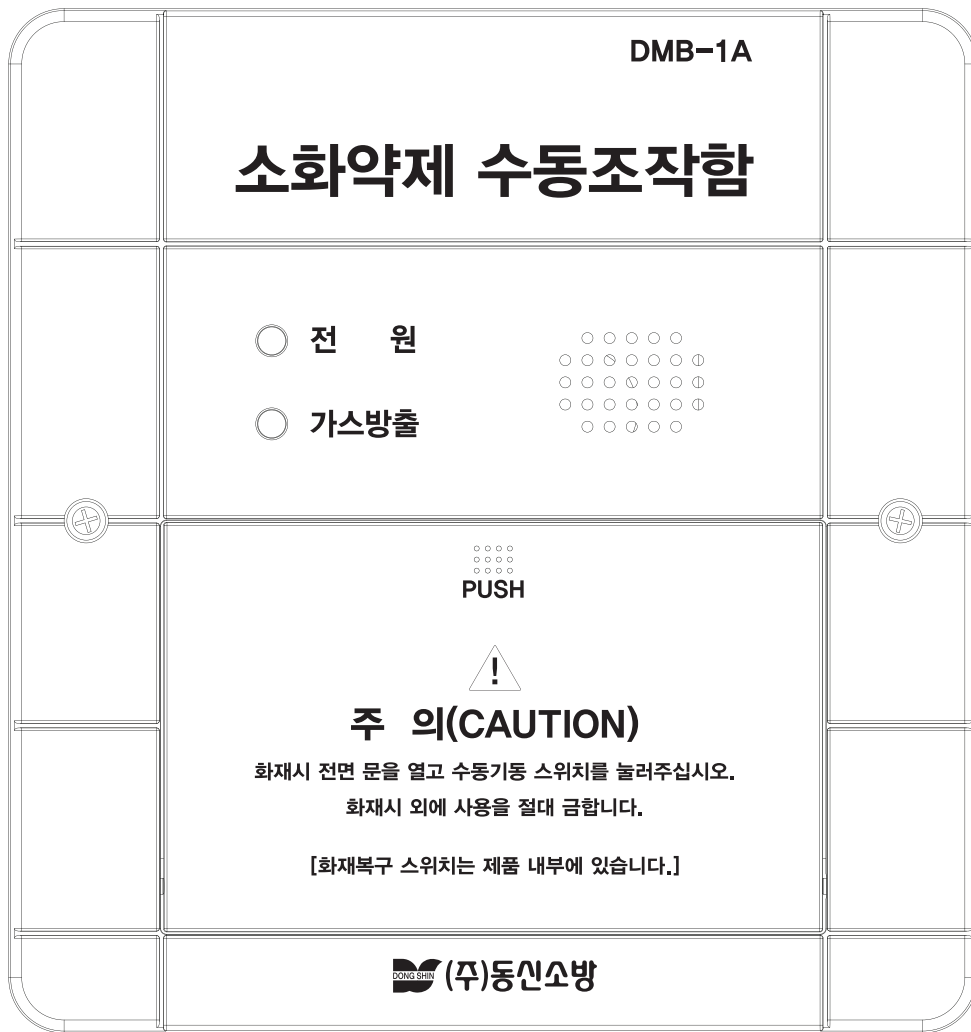 DMB-1A
소화약제 수동조작함
전 원
가스방출
PUSH
!
주 의(CAUTION)
화재시 전면 문을 열고 수동기동 스위치를 눌러주십시오.
화재시 외에 사용을 절대 금합니다.
[화재복구 스위치는 제품 내부에 있습니다.]
DONG SHIN (주)동신소방